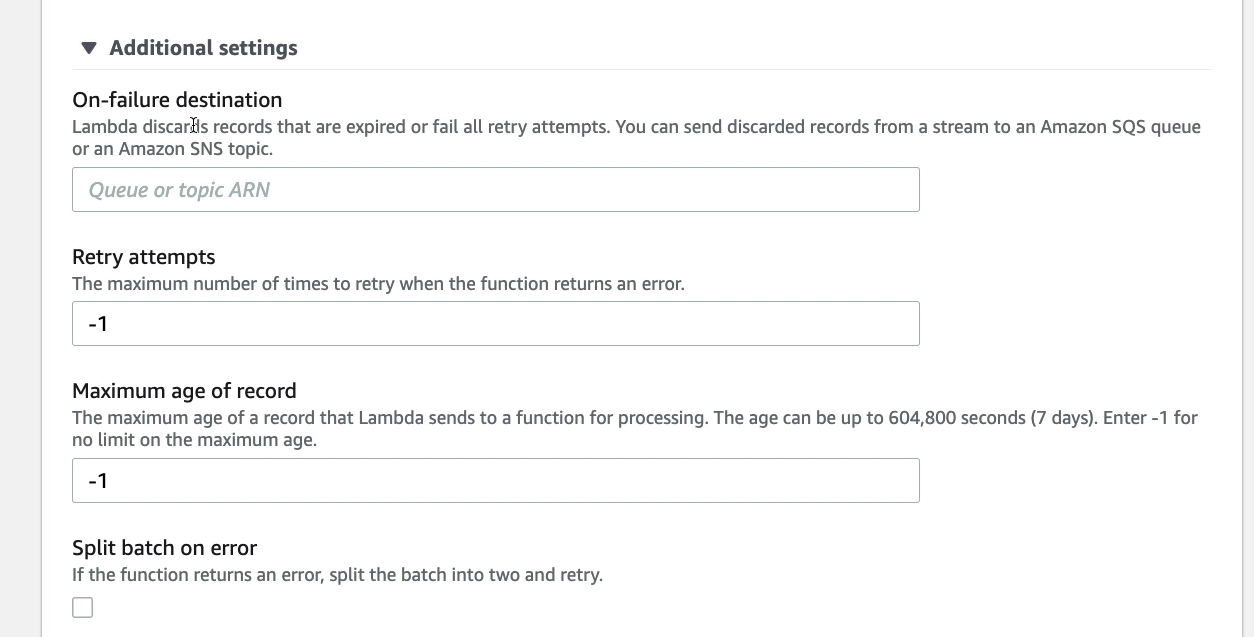 Additional settings
On-failure destination
Lambda discards records that are expired or fail all retry attempts. You can send discarded records from a stream to an Amazon SQS queue
or an Amazon SNS topic.
Queue or topic ARN
Retry attempts
The maximum number of times to retry when the function returns an error.
-1
Maximum age of record
The maximum age of a record that Lambda sends to a function for processing. The age can be up to 604,800 seconds (7 days). Enter -1 for
no limit on the maximum age.
-1
Split batch on error
If the function returns an error, split the batch into two and retry.